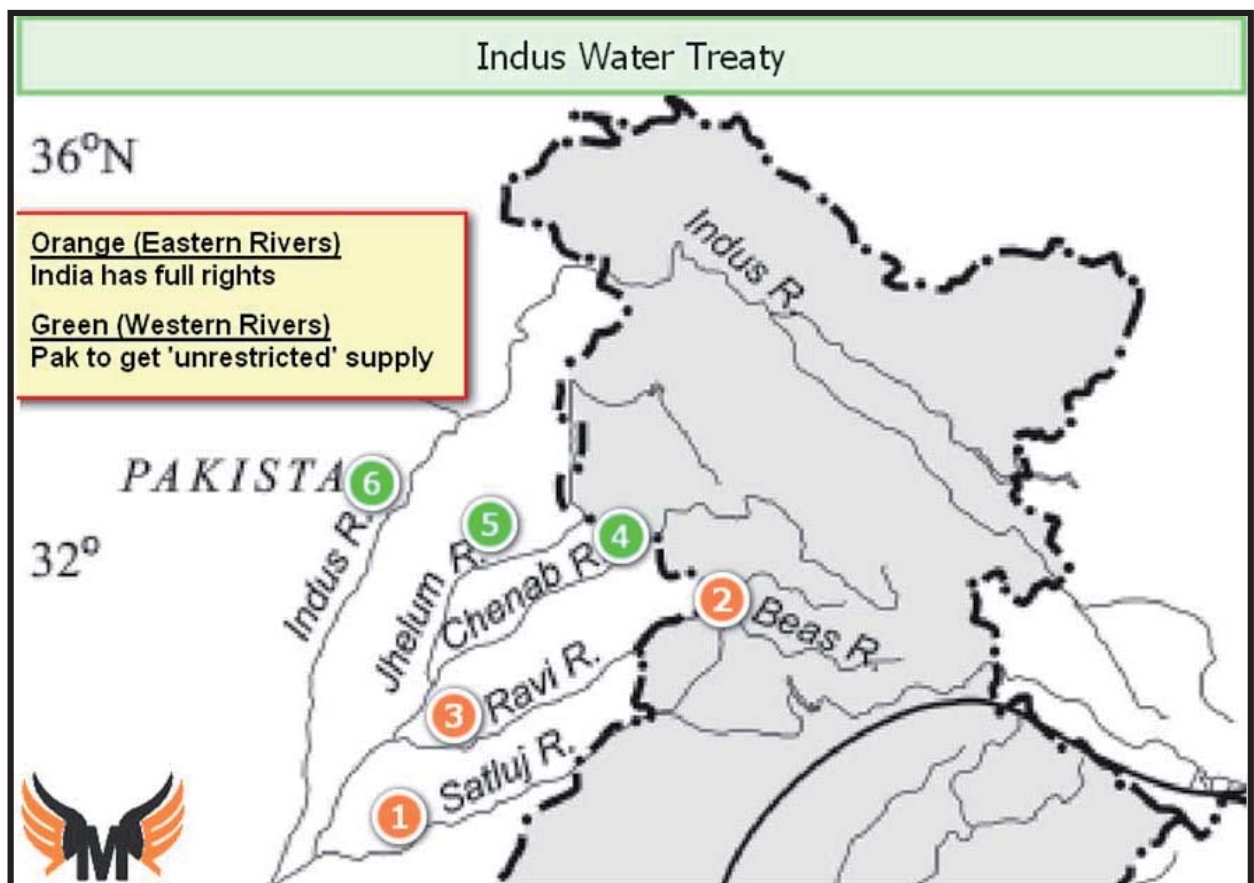 Indus Water Treaty
36°N
Orange (Eastern Rivers)
India has full rights
Green (Western Rivers)
Pak to get 'unrestricted' supply
Indus R.
PAKISTA
6
5
4
32°
Indus R.
Jhelum R.
Chenab R.
2
Beas R.
3
Ravi R.
Satluj R.
1
M